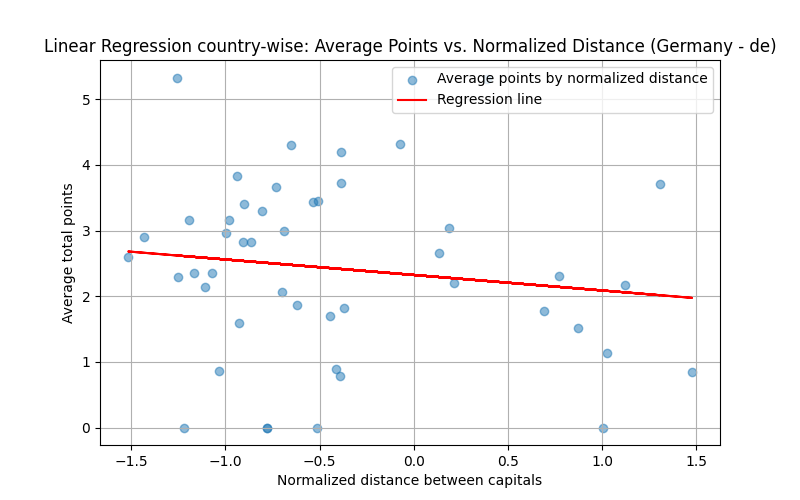 Linear Regression country-wise: Average Points vs. Normalized Distance (Germany - de)
Average points by normalized distance
Regression line
Average total points
5
4
3
2
1
0
−1.5 −1.0 −0.5 0.0 0.5 1.0 1.5
Normalized distance between capitals